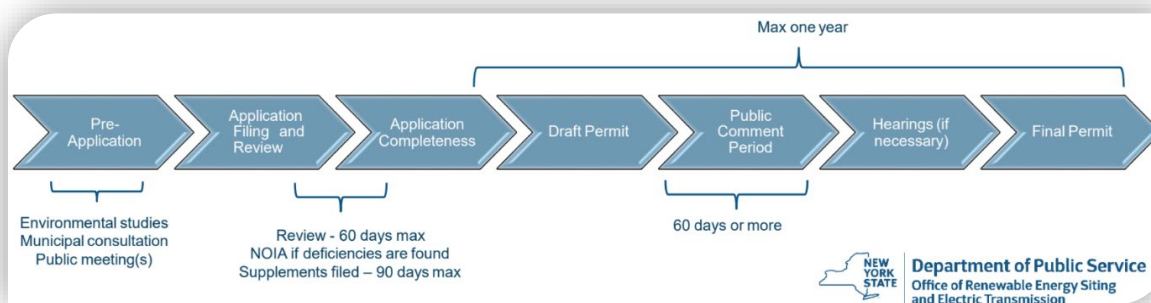 Max one year
Pre-
Application
Application
Filing and
Review
Application
Completeness
Draft Permit
Public
Comment
Period
Hearings (if
necessary)
Final Permit
Environmental studies
Municipal consultation
Public meeting(s)
Review - 60 days max
NOIA if deficiencies are found
Supplements filed – 90 days max
60 days or more
NEW
YORK
STATE
Department of Public Service
Office of Renewable Energy Siting
and Electric Transmission